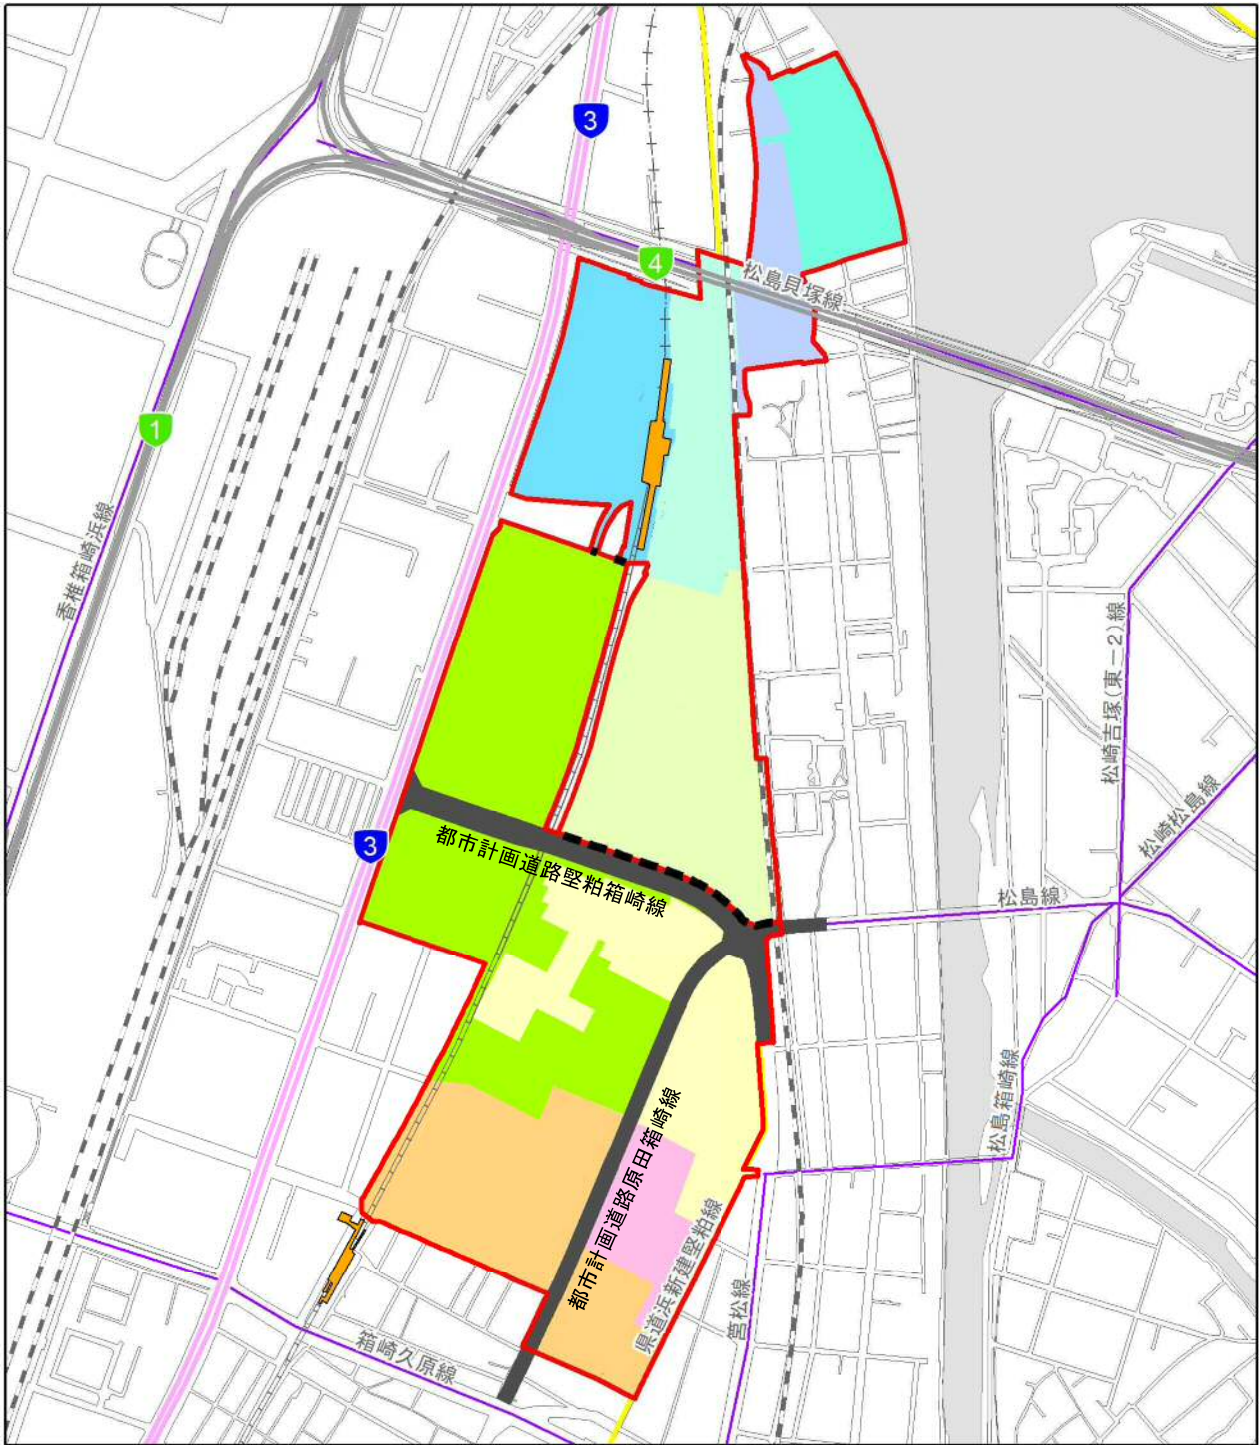 3
4
松島貝塚線
1
香椎箱崎浜線
松崎吉塚(東-2)線
松崎松島線
3
都市計画道路堅粕箱崎線
松島線
松島箱崎線
都市計画道路原田箱崎線
県道浜新建堅粕線
筥松線
箱崎久原線